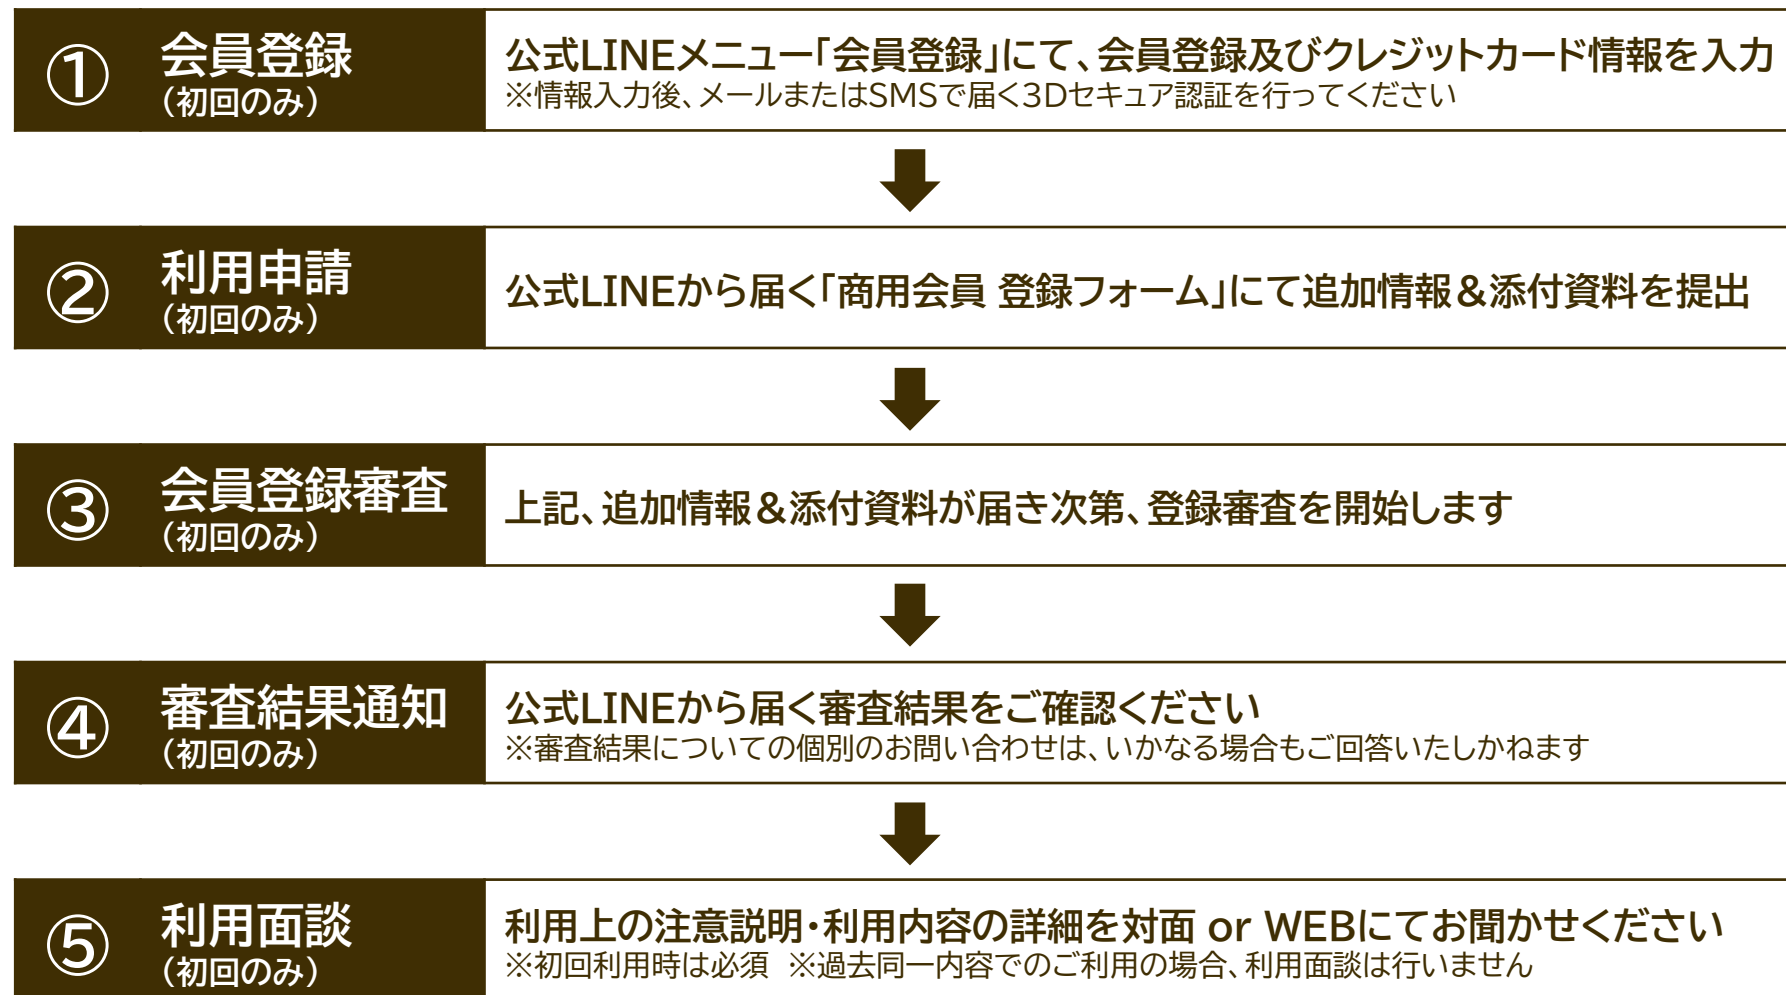 ①
会員登録
（初回のみ）
公式LINEメニュー「会員登録」にて、会員登録及びクレジットカード情報を入力
※情報入力後、メールまたはSMSで届く3Dセキュア認証を行ってください
②
利用申請
（初回のみ）
公式LINEから届く「商用会員 登録フォーム」にて追加情報＆添付資料を提出
③
会員登録審査
（初回のみ）
上記、追加情報＆添付資料が届き次第、登録審査を開始します
④
審査結果通知
（初回のみ）
公式LINEから届く審査結果をご確認ください
※審査結果についての個別のお問い合わせは、いかなる場合もご回答いたしかねます
⑤
利用面談
（初回のみ）
利用上の注意説明・利用内容の詳細を対面 or WEBにてお聞かせください
※初回利用時は必須 ※過去同一内容でのご利用の場合、利用面談は行いません